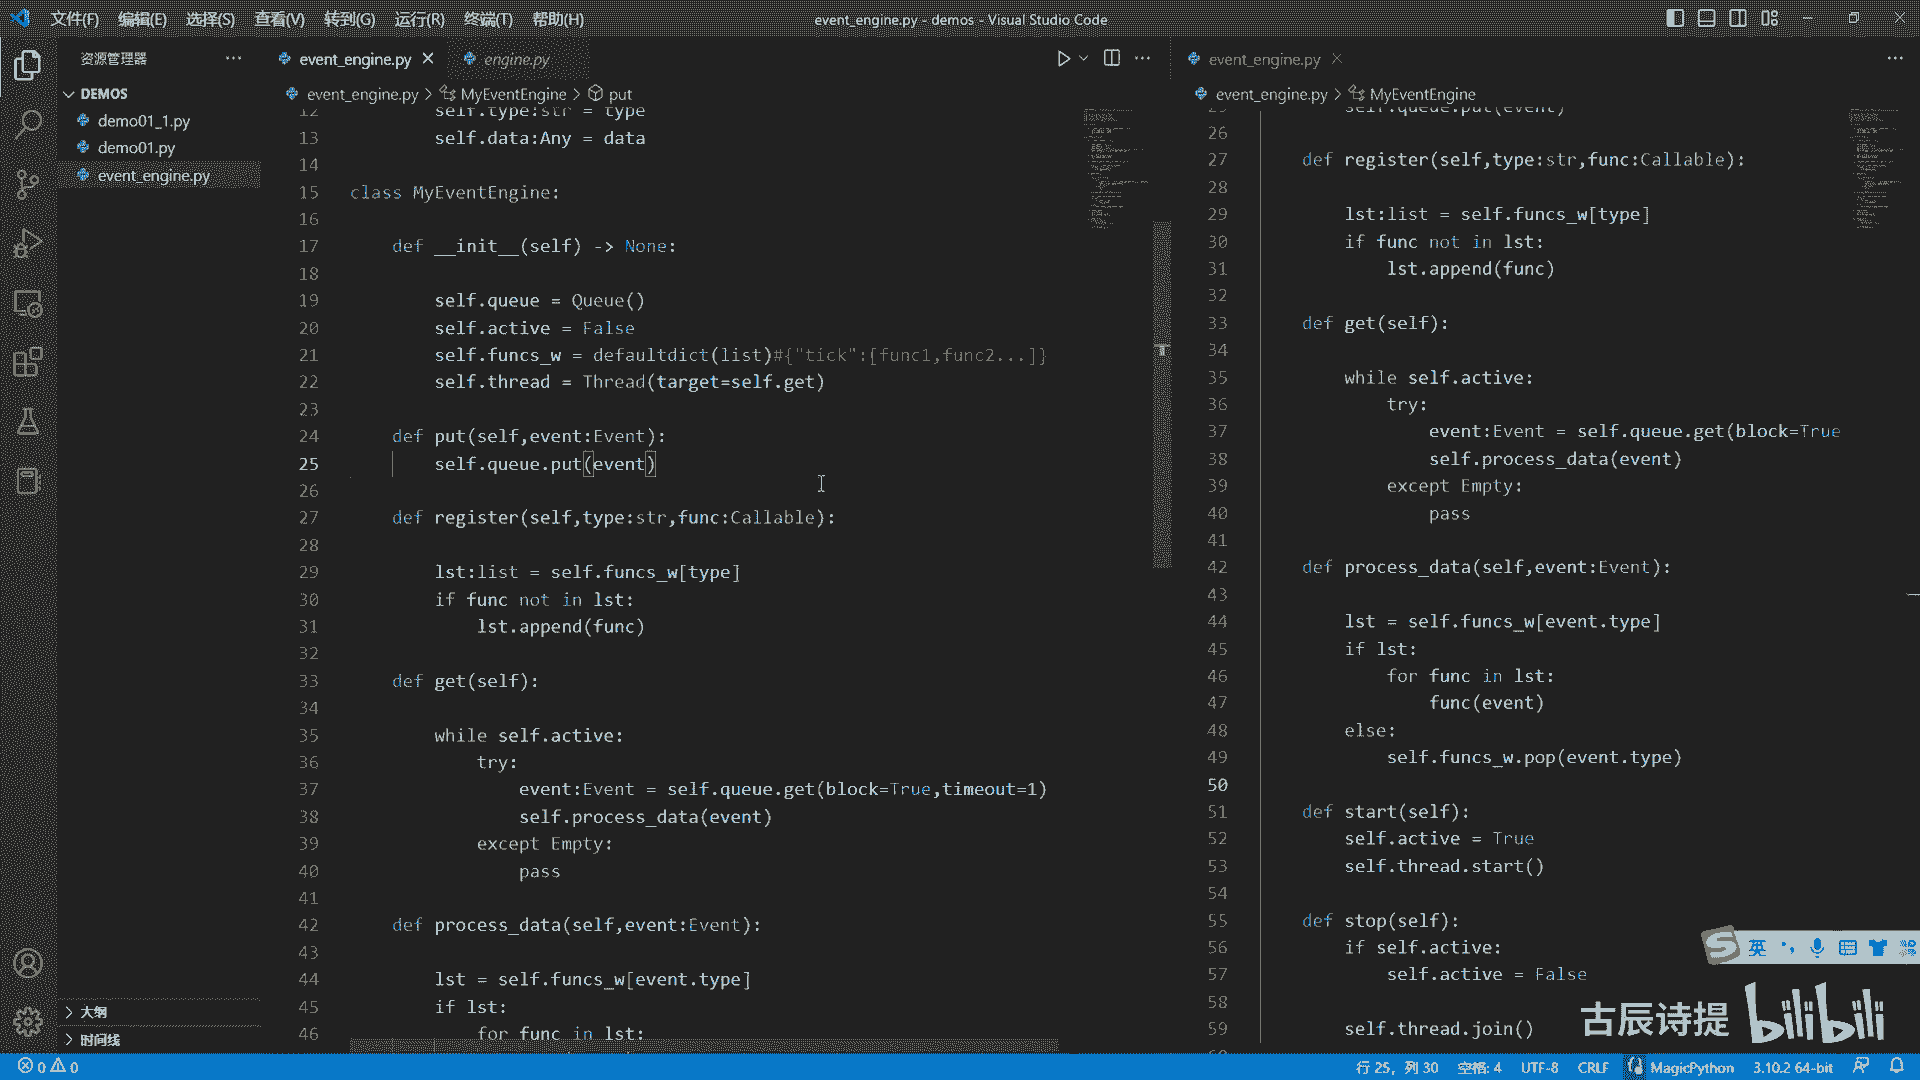 文件(F) 编辑(E) 选择(S) 查看(V) 转到(G) 运行(R) 终端(T) 帮助(H)
event_engine.py - demos - Visual Studio Code
资源管理器
DEMOS
demo01_1.py
demo01.py
event_engine.py
大纲
时间线
event_engine.py engine.py
event_engine.py > MyEventEngine > put
12 self.type:str = type
13 self.data:Any = data
14
15 class MyEventEngine:
16
17 def __init__(self) -> None:
18
19 self.queue = Queue()
20 self.active = False
21 self.funcs_w = defaultdict(list)#{"tick":[func1,func2...]}
22 self.thread = Thread(target=self.get)
23
24 def put(self,event:Event):
25 self.queue.put(event)
26
27 def register(self,type:str,func:Callable):
28
29 lst:list = self.funcs_w[type]
30 if func not in lst:
31 lst.append(func)
32
33 def get(self):
34
35 while self.active:
36 try:
37 event:Event = self.queue.get(block=True,timeout=1)
38 self.process_data(event)
39 except Empty:
40 pass
41
42 def process_data(self,event:Event):
43
44 lst = self.funcs_w[event.type]
45 if lst:
46 for func in lst:
event_engine.py
event_engine.py > MyEventEngine
25 self.queue.put(event)
26
27 def register(self,type:str,func:Callable):
28
29 lst:list = self.funcs_w[type]
30 if func not in lst:
31 lst.append(func)
32
33 def get(self):
34
35 while self.active:
36 try:
37 event:Event = self.queue.get(block=True
38 self.process_data(event)
39 except Empty:
40 pass
41
42 def process_data(self,event:Event):
43
44 lst = self.funcs_w[event.type]
45 if lst:
46 for func in lst:
47 func(event)
48 else:
49 self.funcs_w.pop(event.type)
50
51 def start(self):
52 self.active = True
53 self.thread.start()
54
55 def stop(self):
56 if self.active:
57 self.active = False
58
59 self.thread.join()
英
古辰诗提 bilibili
0 0
行 25，列 30 空格: 4 UTF-8 CRLF MagicPython 3.10.2 64-bit